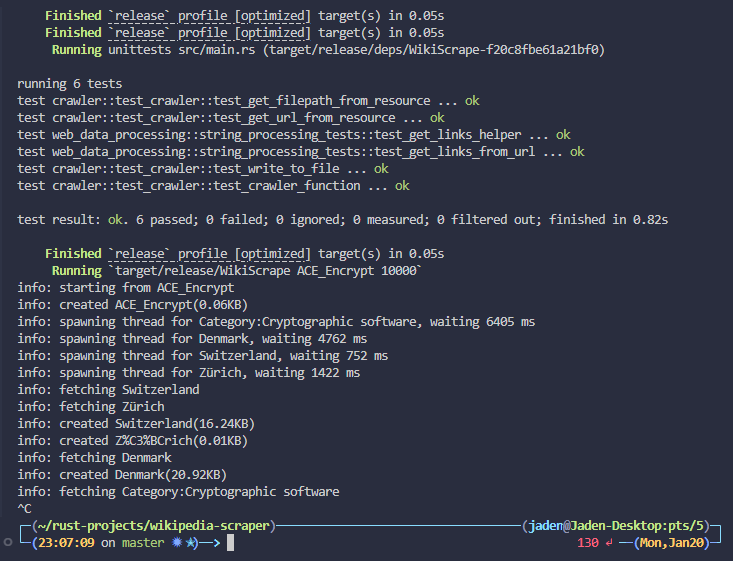 Finished `release` profile [optimized] target(s) in 0.05s
Finished `release` profile [optimized] target(s) in 0.05s
Running unittests src/main.rs (target/release/deps/WikiScrape-f20c8fbe61a21bf0)
running 6 tests
test crawler::test_crawler::test_get_filepath_from_resource ... ok
test crawler::test_crawler::test_get_url_from_resource ... ok
test web_data_processing::string_processing_tests::test_get_links_helper ... ok
test web_data_processing::string_processing_tests::test_get_links_from_url ... ok
test crawler::test_crawler::test_write_to_file ... ok
test crawler::test_crawler::test_crawler_function ... ok
test result: ok. 6 passed; 0 failed; 0 ignored; 0 measured; 0 filtered out; finished in 0.82s
Finished `release` profile [optimized] target(s) in 0.05s
Running `target/release/WikiScrape ACE_Encrypt 10000`
info: starting from ACE_Encrypt
info: created ACE_Encrypt(0.06KB)
info: spawning thread for Category:Cryptographic software, waiting 6405 ms
info: spawning thread for Denmark, waiting 4762 ms
info: spawning thread for Switzerland, waiting 752 ms
info: spawning thread for Zürich, waiting 1422 ms
info: fetching Switzerland
info: fetching Zürich
info: created Switzerland(16.24KB)
info: created Z%C3%BCrich(0.01KB)
info: fetching Denmark
info: created Denmark(20.92KB)
info: fetching Category:Cryptographic software
^C
┌─(~/rust-projects/wikipedia-scraper)──(jaden@Jaden-Desktop:pts/5)─┐
└─(23:07:09 on master ✹ ✭)──> 130 ↵ ──(Mon,Jan20)─┘